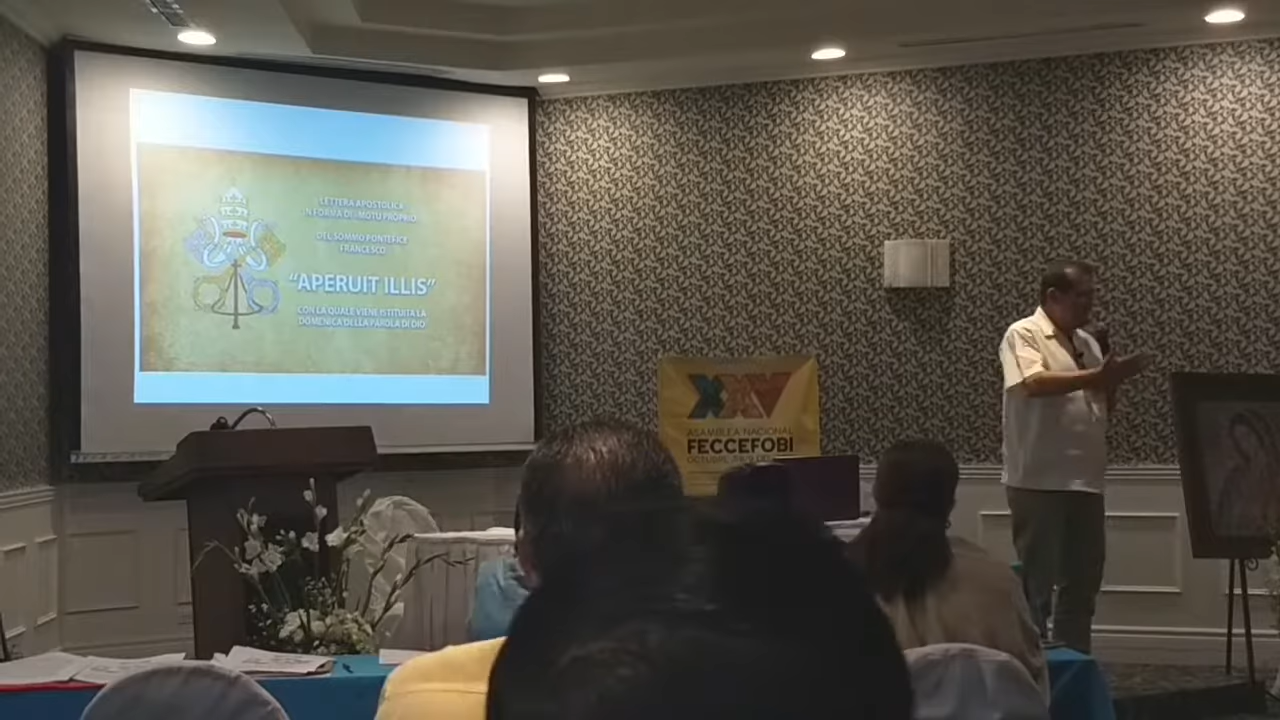 LETTERA APOSTOLICA
IN FORMA DI «MOTU PROPRIO»
DEL SOMMO PONTEFICE
FRANCESCO
“APERUIT ILLIS”
CON LA QUALE VIENE ISTITUITA LA
DOMENICA DELLA PAROLA DI DIO
XXV
ASAMBLEA NACIONAL
FECCEFOBI
OCTUBRE